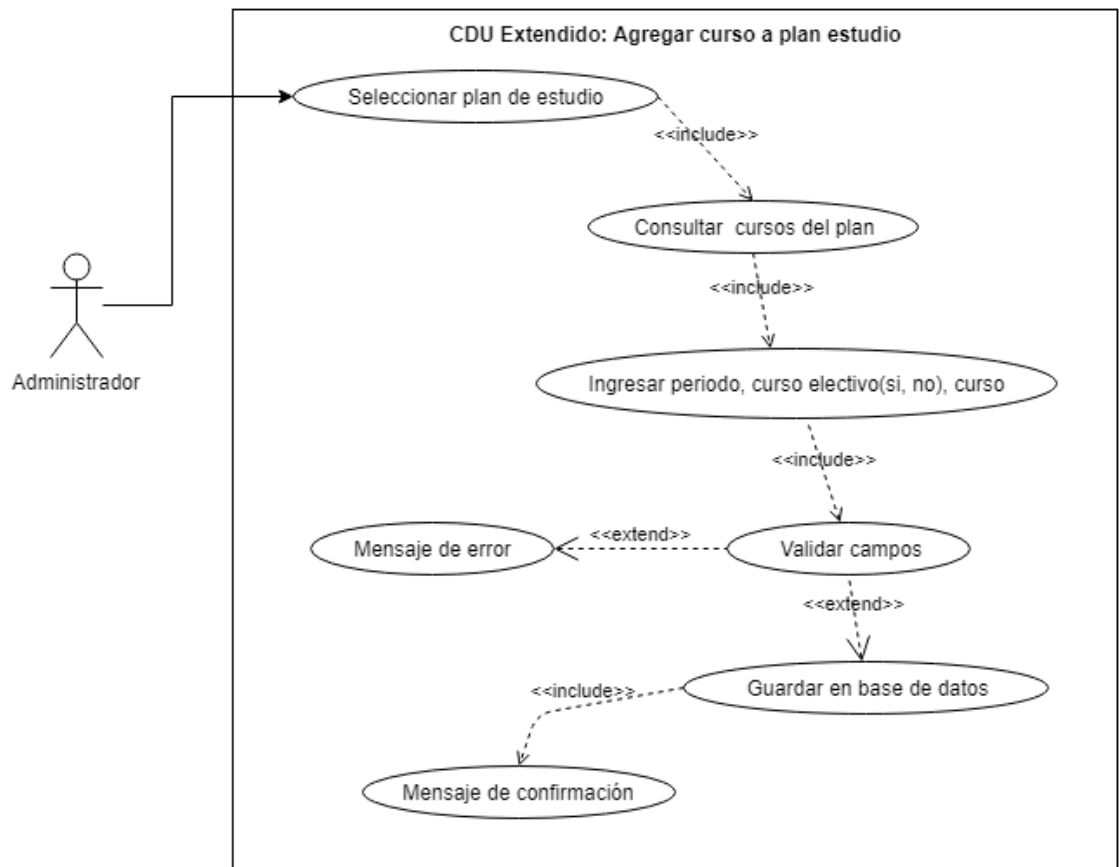 CDU Extendido: Agregar curso a plan estudio
Seleccionar plan de estudio
<<include>>
Consultar cursos del plan
<<include>>
Administrador
Ingresar periodo, curso electivo(si, no), curso
<<include>>
Mensaje de error
<<extend>>
Validar campos
<<extend>>
Guardar en base de datos
<<include>>
Mensaje de confirmación